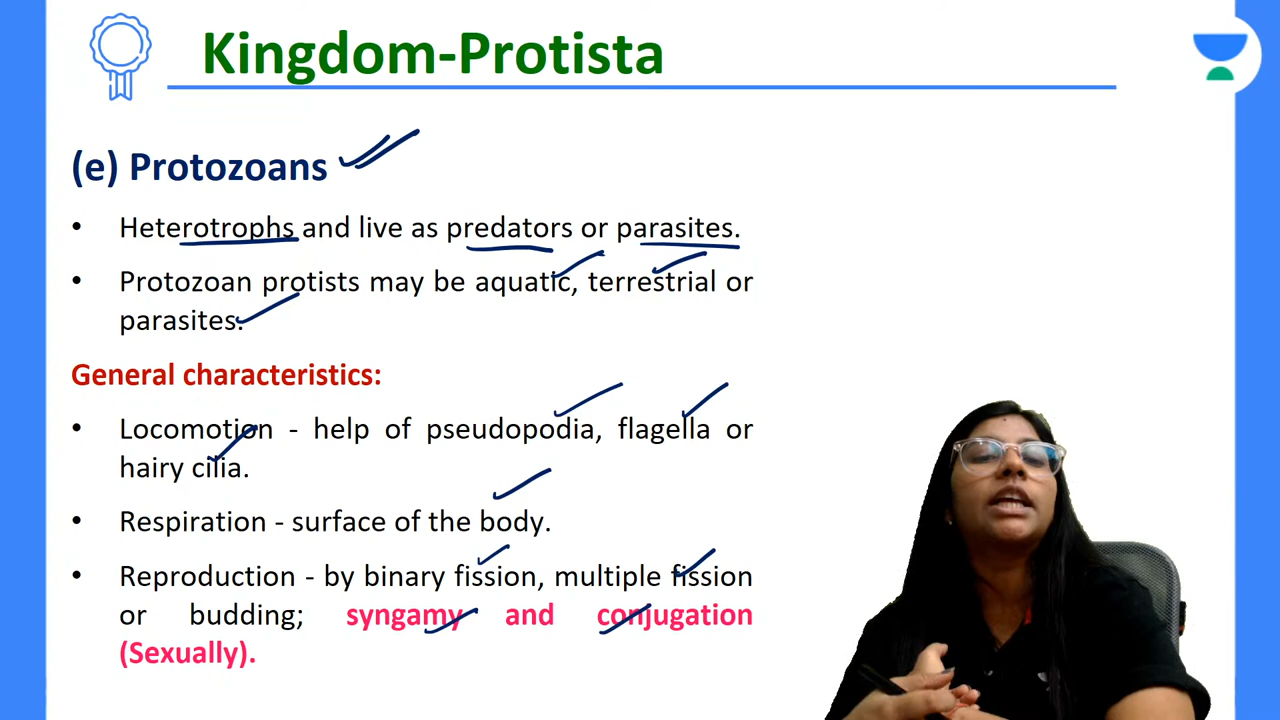 Kingdom-Protista
(e) Protozoans
• Heterotrophs and live as predators or parasites.
• Protozoan protists may be aquatic, terrestrial or
parasites.
General characteristics:
• Locomotion - help of pseudopodia, flagella or
hairy cilia.
• Respiration - surface of the body.
• Reproduction - by binary fission, multiple fission
or budding; syngamy and conjugation
(Sexually).